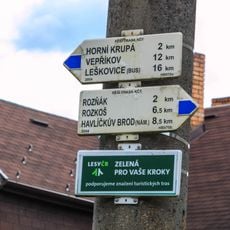 HORNÍ KRUPÁ 2 km
VEPŘÍKOV 12 km
LEŠKOVICE (BUS) 16 km
ROZŇÁK 2 km
ROZKOŠ 6,5 km
HAVLÍČKŮV BROD (NÁM.) 8,5 km
LESY ČR
ZELENÁ
PRO VAŠE KROKY
podporujeme značení turistických tras